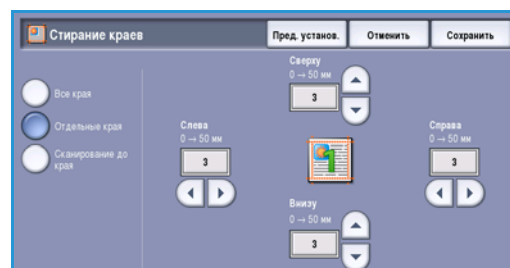 Стирание краев
Пред. установ.
Отменить
Сохранить
Все края
Отдельные края
Сканирование до
края
Сверху
0 → 50 мм
3
Слева
0 → 50 мм
3
1
Справа
0 → 50 мм
3
Внизу
0 → 50 мм
3